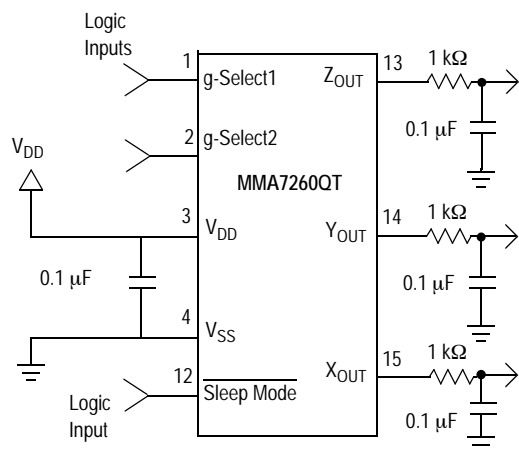 Logic
Inputs
1
g-Select1
2
g-Select2
V_DD
3
V_DD
0.1 μF
4
V_SS
12
Sleep Mode
Logic
Input
MMA7260QT
Z_OUT
13
1 kΩ
0.1 μF
Y_OUT
14
1 kΩ
0.1 μF
X_OUT
15
1 kΩ
0.1 μF